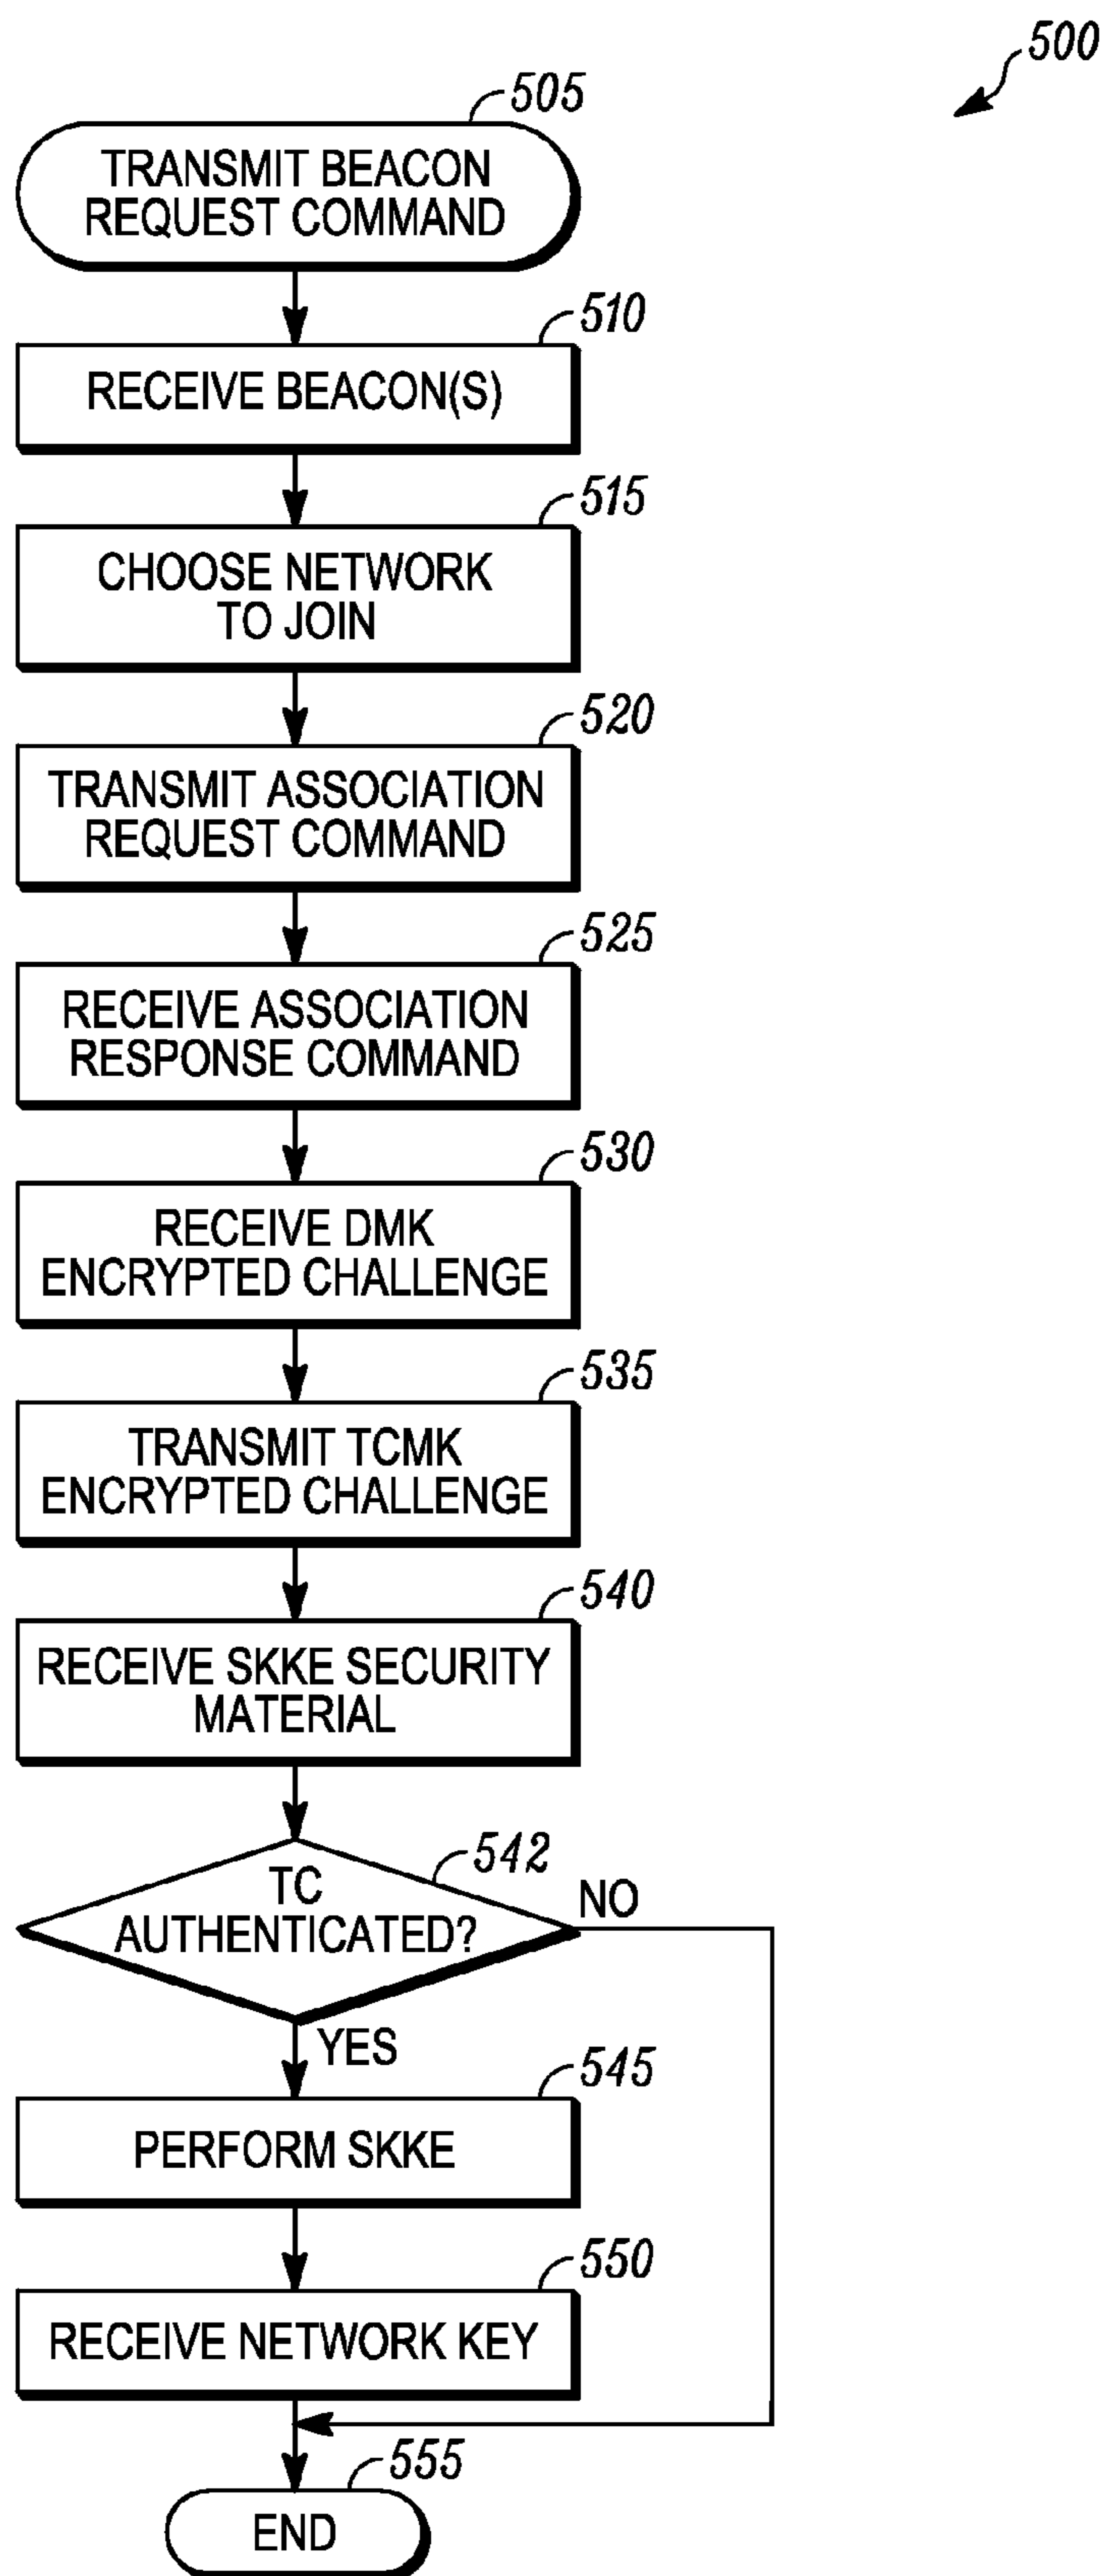 500
505
TRANSMIT BEACON
REQUEST COMMAND
510
RECEIVE BEACON(S)
515
CHOOSE NETWORK
TO JOIN
520
TRANSMIT ASSOCIATION
REQUEST COMMAND
525
RECEIVE ASSOCIATION
RESPONSE COMMAND
530
RECEIVE DMK
ENCRYPTED CHALLENGE
535
TRANSMIT TCMK
ENCRYPTED CHALLENGE
540
RECEIVE SKKE SECURITY
MATERIAL
542
TC
AUTHENTICATED?
NO
YES
545
PERFORM SKKE
550
RECEIVE NETWORK KEY
555
END